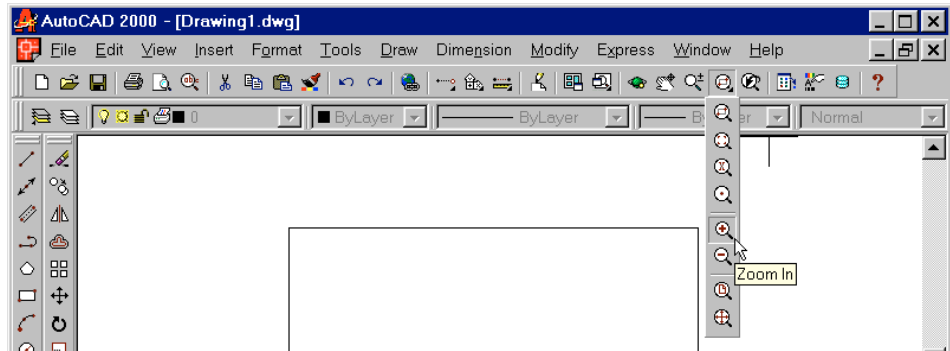 AutoCAD 2000 - [Drawing1.dwg]
File Edit View Insert Format Tools Draw Dimension Modify Express Window Help
0 ByLayer ByLayer Normal
Zoom In